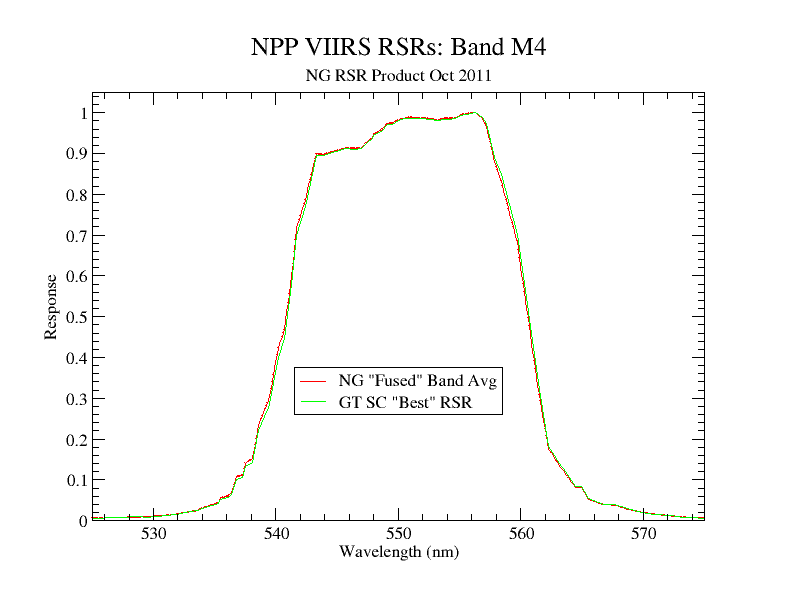 NPP VIIRS RSRs: Band M4
NG RSR Product Oct 2011
1
0.9
0.8
0.7
0.6
0.5
0.4
0.3
0.2
0.1
0
Response
NG "Fused" Band Avg
GT SC "Best" RSR
530 540 550 560 570
Wavelength (nm)